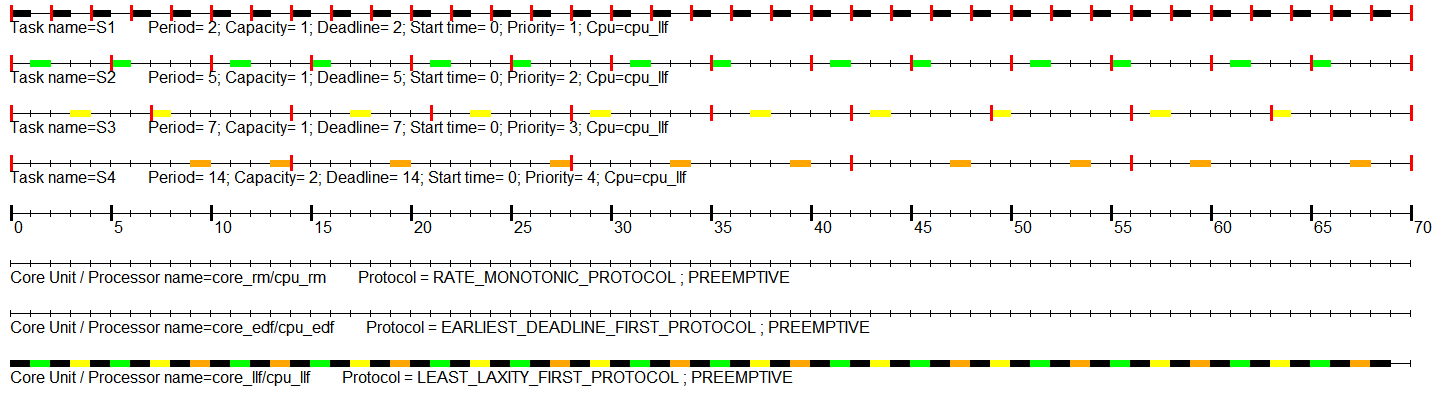 Task name=S1 Period= 2; Capacity= 1; Deadline= 2; Start time= 0; Priority= 1; Cpu=cpu_llf
Task name=S2 Period= 5; Capacity= 1; Deadline= 5; Start time= 0; Priority= 2; Cpu=cpu_llf
Task name=S3 Period= 7; Capacity= 1; Deadline= 7; Start time= 0; Priority= 3; Cpu=cpu_llf
Task name=S4 Period= 14; Capacity= 2; Deadline= 14; Start time= 0; Priority= 4; Cpu=cpu_llf
0 5 10 15 20 25 30 35 40 45 50 55 60 65 70
Core Unit / Processor name=core_rm/cpu_rm Protocol = RATE_MONOTONIC_PROTOCOL ; PREEMPTIVE
Core Unit / Processor name=core_edf/cpu_edf Protocol = EARLIEST_DEADLINE_FIRST_PROTOCOL ; PREEMPTIVE
Core Unit / Processor name=core_llf/cpu_llf Protocol = LEAST_LAXITY_FIRST_PROTOCOL ; PREEMPTIVE